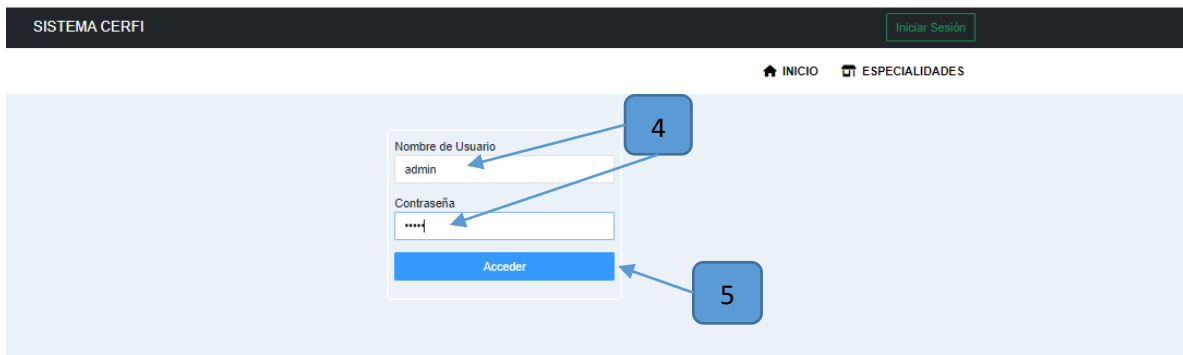 SISTEMA CERFI
Iniciar Sesión
INICIO
ESPECIALIDADES
4
Nombre de Usuario
admin
Contraseña
•••••
Acceder
5